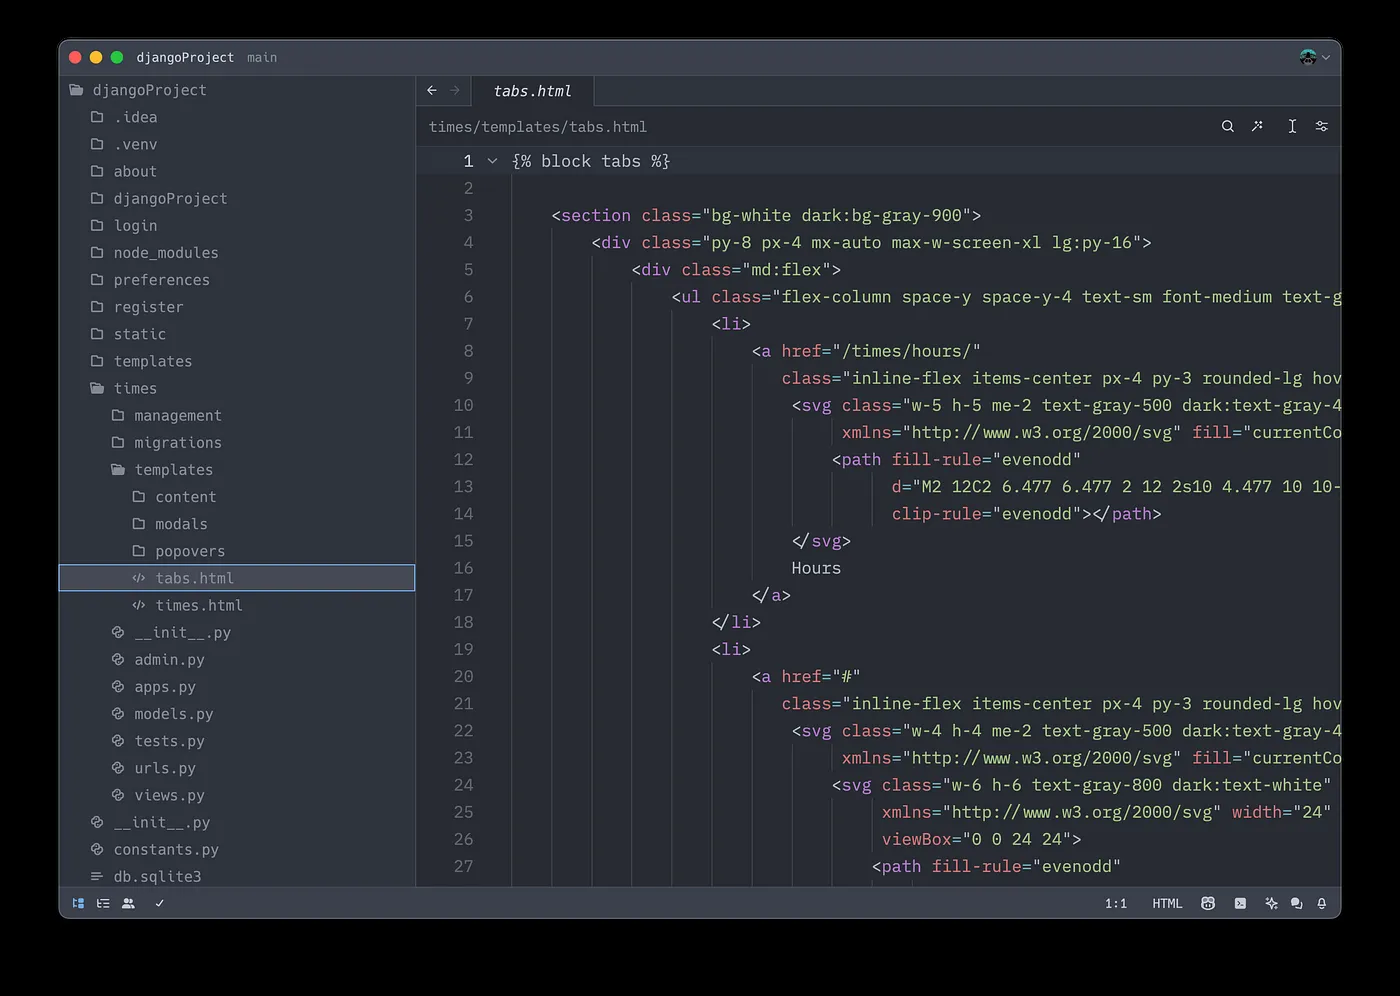 djangoProject main
djangoProject
.idea
.venv
about
djangoProject
login
node_modules
preferences
register
static
templates
times
management
migrations
templates
content
modals
popovers
tabs.html
times.html
__init__.py
admin.py
apps.py
models.py
tests.py
urls.py
views.py
__init__.py
constants.py
db.sqlite3
tabs.html
times/templates/tabs.html
1 {% block tabs %}
2
3 <section class="bg-white dark:bg-gray-900">
4 <div class="py-8 px-4 mx-auto max-w-screen-xl lg:py-16">
5 <div class="md:flex">
6 <ul class="flex-column space-y space-y-4 text-sm font-medium text-g
7 <li>
8 <a href="/times/hours/"
9 class="inline-flex items-center px-4 py-3 rounded-lg hov
10 <svg class="w-5 h-5 me-2 text-gray-500 dark:text-gray-4
11 xmlns="http://www.w3.org/2000/svg" fill="currentCo
12 <path fill-rule="evenodd"
13 d="M2 12C2 6.477 6.477 2 12 2s10 4.477 10 10-
14 clip-rule="evenodd"></path>
15 </svg>
16 Hours
17 </a>
18 </li>
19 <li>
20 <a href="#"
21 class="inline-flex items-center px-4 py-3 rounded-lg hov
22 <svg class="w-4 h-4 me-2 text-gray-500 dark:text-gray-4
23 xmlns="http://www.w3.org/2000/svg" fill="currentCo
24 <svg class="w-6 h-6 text-gray-800 dark:text-white"
25 xmlns="http://www.w3.org/2000/svg" width="24"
26 viewBox="0 0 24 24">
27 <path fill-rule="evenodd"
1:1 HTML